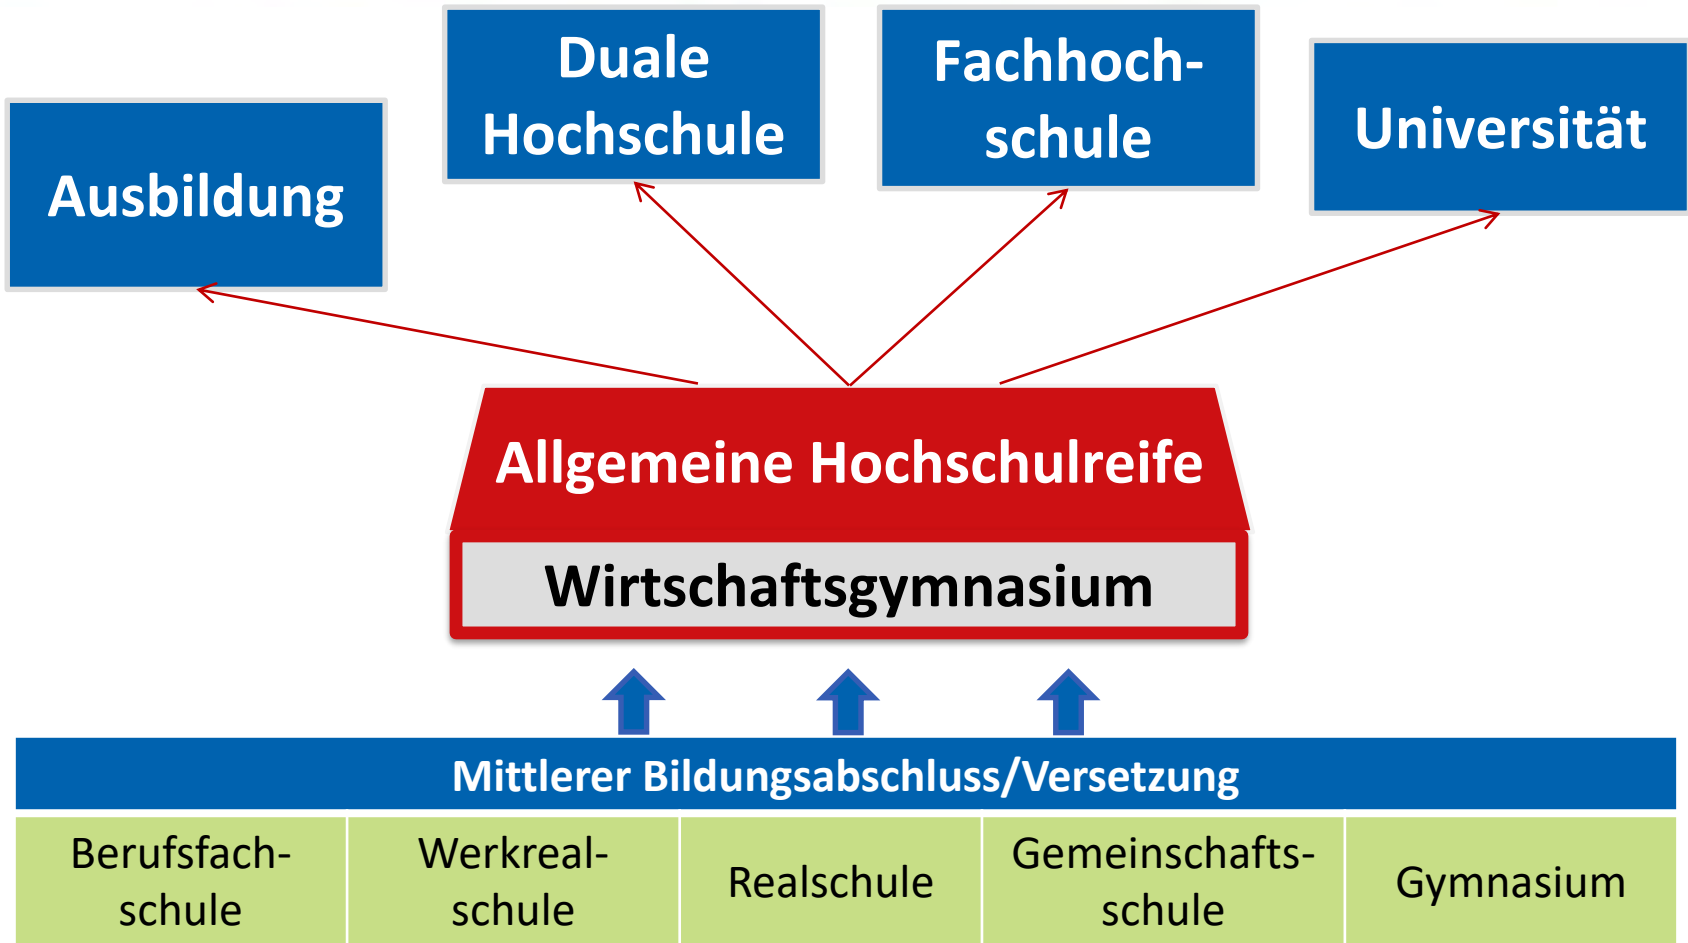 Duale
Hochschule
Fachhoch-
schule
Universität
Ausbildung
Allgemeine Hochschulreife
Wirtschaftsgymnasium
Mittlerer Bildungsabschluss/Versetzung
Berufsfach-
schule
Werkreal-
schule
Realschule
Gemeinschafts-
schule
Gymnasium